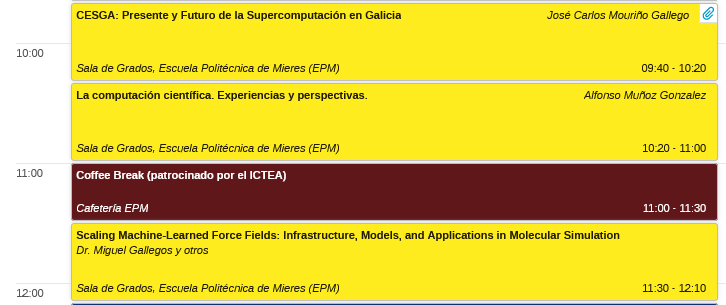 CESGA: Presente y Futuro de la Supercomputación en Galicia José Carlos Mouriño Gallego
10:00
Sala de Grados, Escuela Politécnica de Mieres (EPM) 09:40 - 10:20
La computación científica. Experiencias y perspectivas. Alfonso Muñoz Gonzalez
Sala de Grados, Escuela Politécnica de Mieres (EPM) 10:20 - 11:00
11:00
Coffee Break (patrocinado por el ICTEA)
Cafetería EPM 11:00 - 11:30
Scaling Machine-Learned Force Fields: Infrastructure, Models, and Applications in Molecular Simulation
Dr. Miguel Gallegos y otros
Sala de Grados, Escuela Politécnica de Mieres (EPM) 11:30 - 12:10
12:00